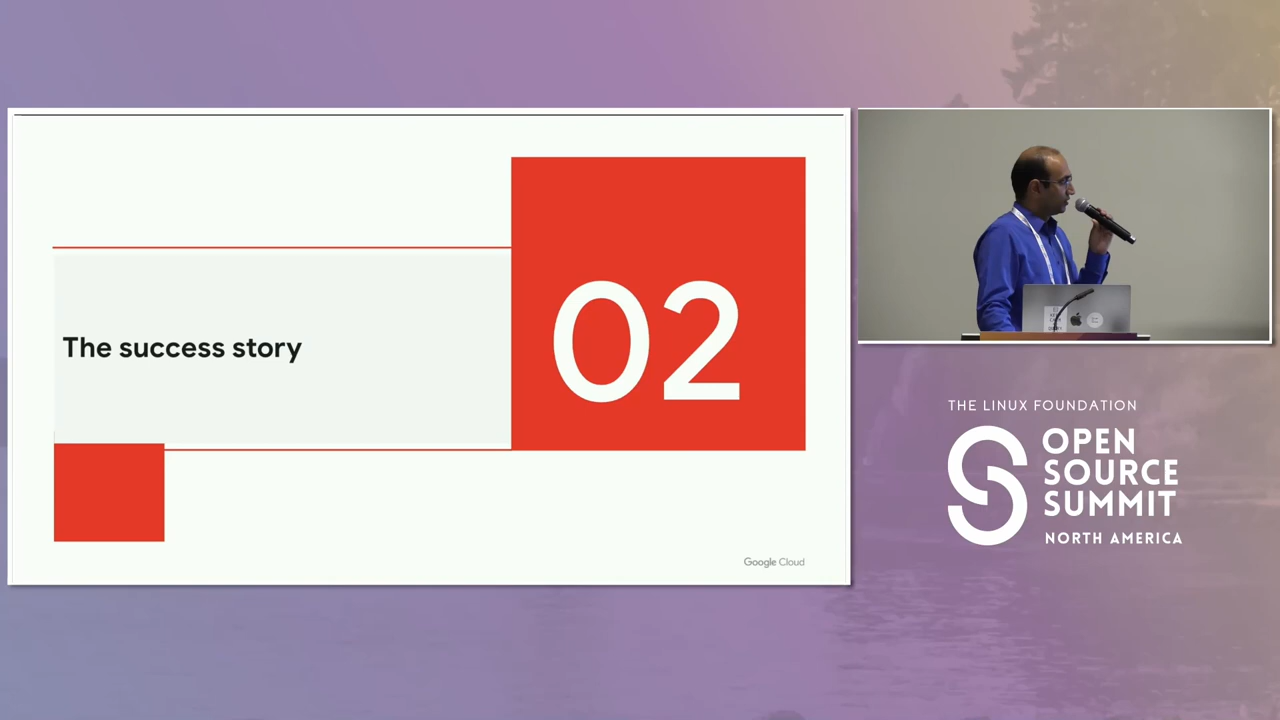 The success story
02
Google Cloud
THE LINUX FOUNDATION
OPEN
SOURCE
SUMMIT
NORTH AMERICA